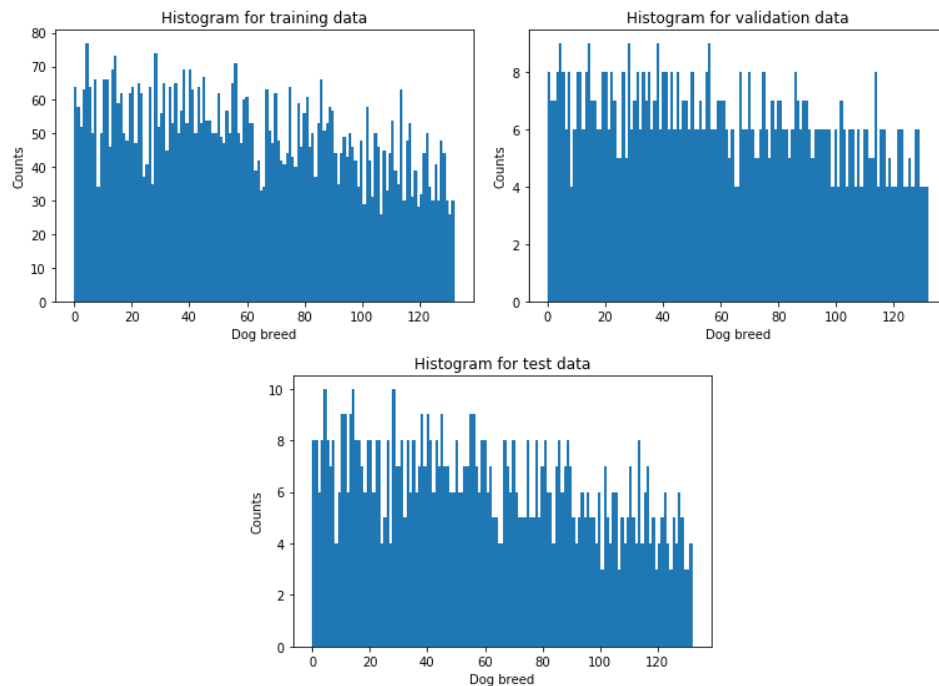 Histogram for training data
80
70
60
50
40
30
20
10
0
Counts
0 20 40 60 80 100 120
Dog breed
Histogram for validation data
8
6
4
2
0
Counts
0 20 40 60 80 100 120
Dog breed
Histogram for test data
10
8
6
4
2
0
Counts
0 20 40 60 80 100 120
Dog breed